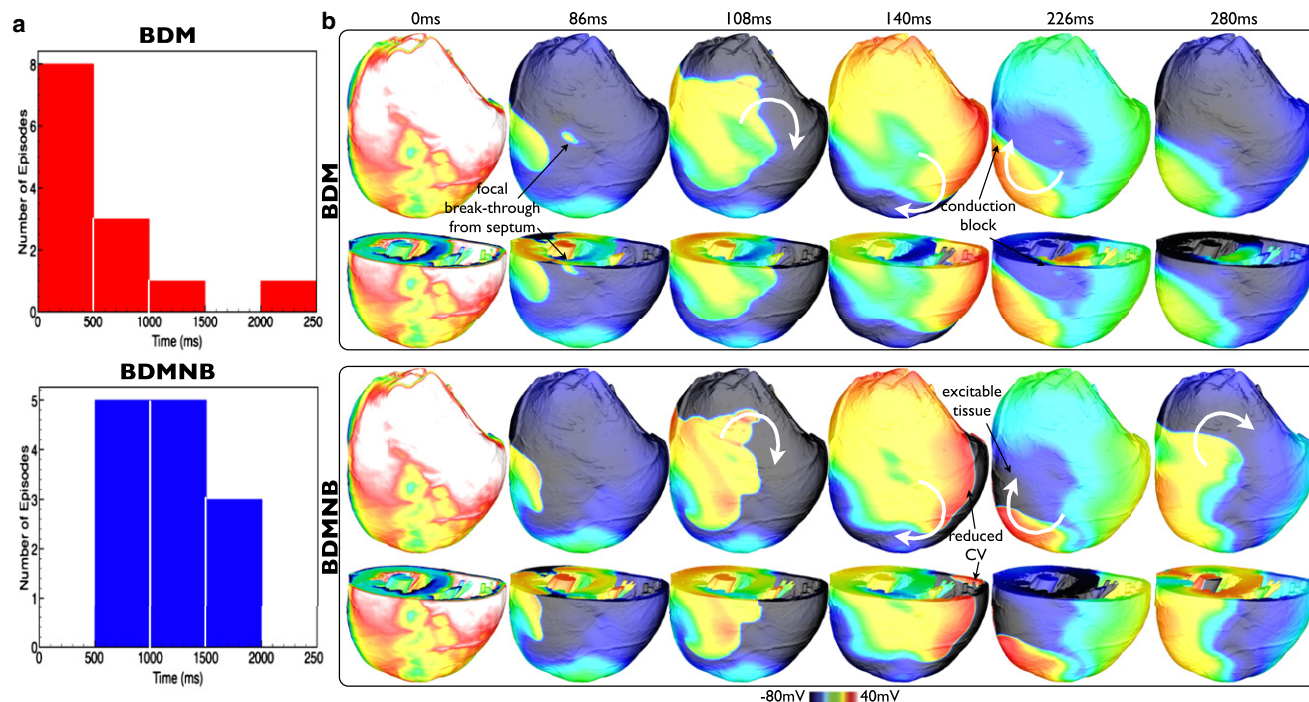 a
BDM
Number of Episodes
8
6
4
2
0
0 500 1000 1500 2000 250
Time (ms)
BDMNB
Number of Episodes
5
4
3
2
1
0
0 500 1000 1500 2000 250
Time (ms)
b
0ms 86ms 108ms 140ms 226ms 280ms
BDM
focal
break-through
from septum
conduction
block
BDMNB
excitable
tissue
reduced
CV
-80mV 40mV